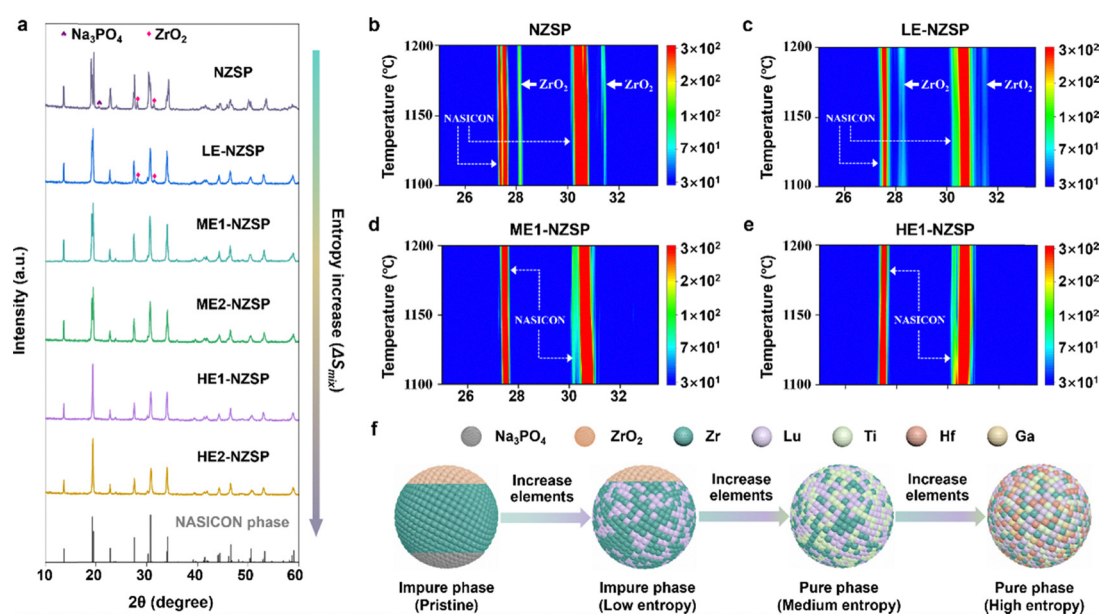 a
Na₃PO₄ ZrO₂
NZSP
LE-NZSP
ME1-NZSP
ME2-NZSP
HE1-NZSP
HE2-NZSP
NASICON phase
Intensity (a.u.)
10 20 30 40 50 60
2θ (degree)
Entropy increase (ΔS_mix)
b NZSP
Temperature (°C)
1200
1150
1100
ZrO₂ ZrO₂
NASICON
26 28 30 32
3×10²
2×10²
1×10²
7×10¹
3×10¹
c LE-NZSP
Temperature (°C)
1200
1150
1100
ZrO₂ ZrO₂
NASICON
26 28 30 32
3×10²
2×10²
1×10²
7×10¹
3×10¹
d ME1-NZSP
Temperature (°C)
1200
1150
1100
NASICON
26 28 30 32
3×10²
2×10²
1×10²
7×10¹
3×10¹
e HE1-NZSP
Temperature (°C)
1200
1150
1100
NASICON
3×10²
2×10²
1×10²
7×10¹
3×10¹
f
Na₃PO₄ ZrO₂ Zr Lu Ti Hf Ga
Increase
elements
Increase
elements
Increase
elements
Impure phase
(Pristine)
Impure phase
(Low entropy)
Pure phase
(Medium entropy)
Pure phase
(High entropy)